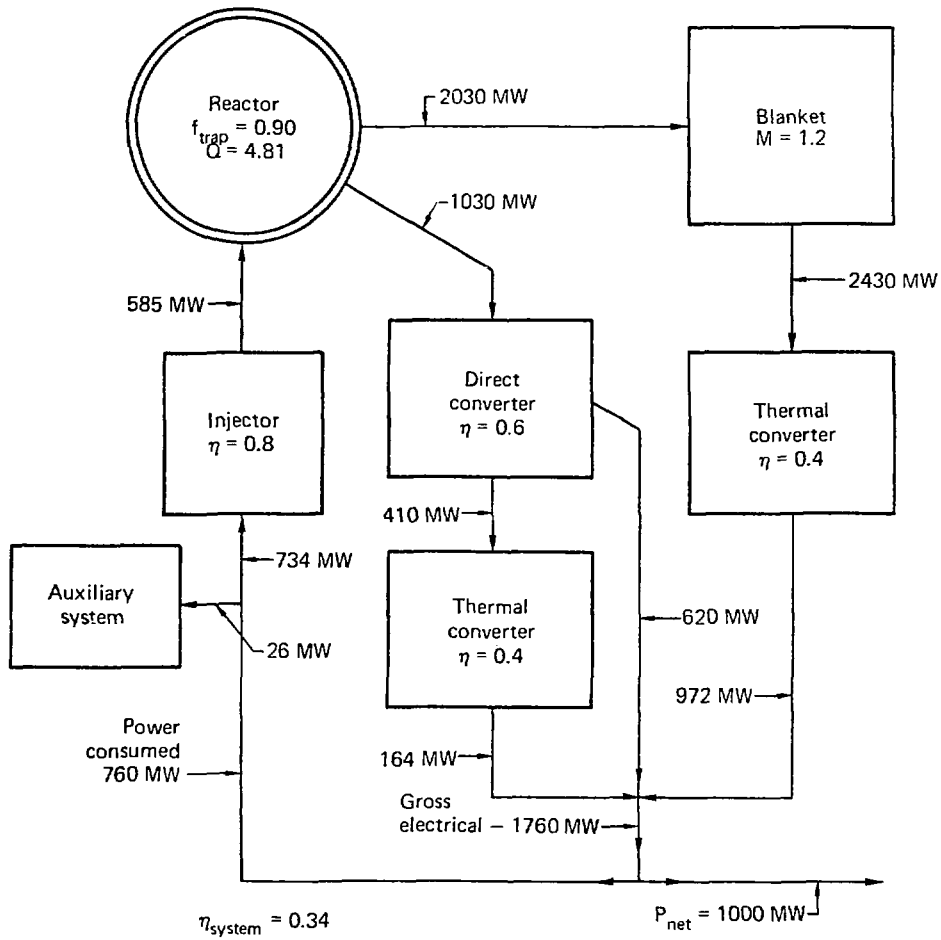 Reactor
f_trap = 0.90
Q = 4.81
2030 MW
Blanket
M = 1.2
-1030 MW
2430 MW
585 MW
Injector
η = 0.8
Direct
converter
η = 0.6
Thermal
converter
η = 0.4
410 MW
734 MW
Auxiliary
system
26 MW
Thermal
converter
η = 0.4
620 MW
972 MW
Power
consumed
760 MW
164 MW
Gross
electrical – 1760 MW
η_system = 0.34
P_net = 1000 MW